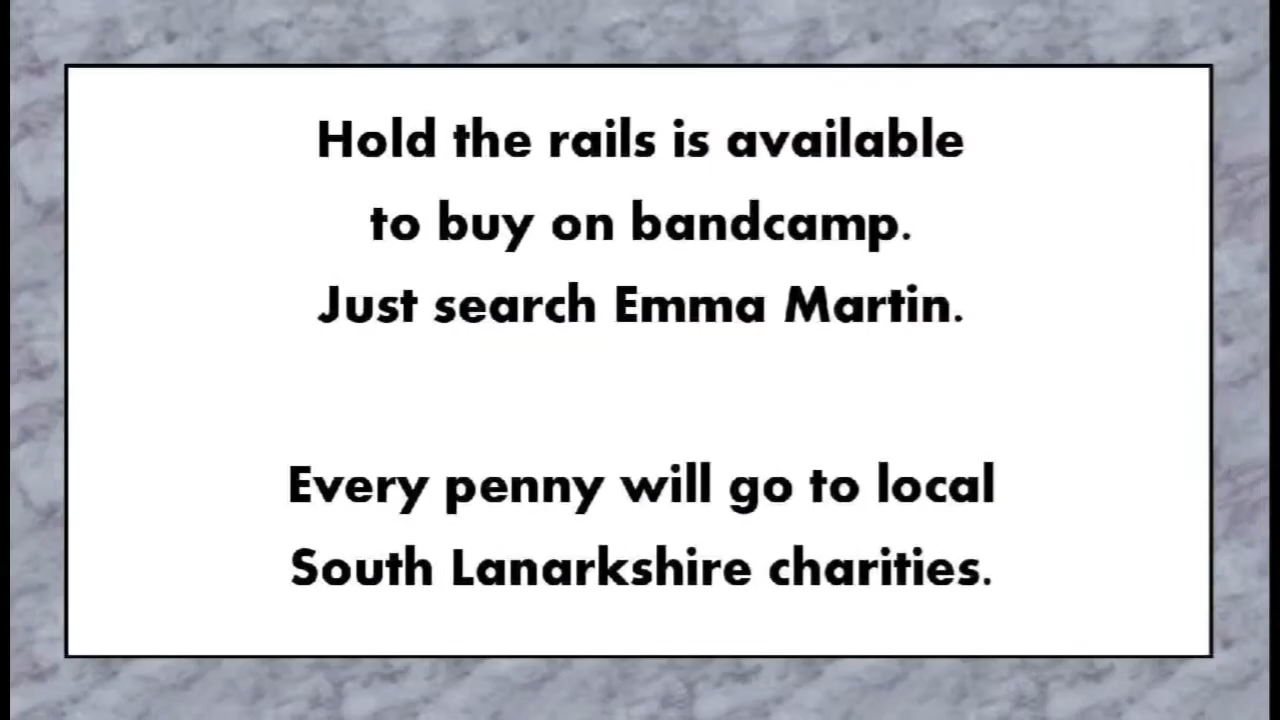 Hold the rails is available
to buy on bandcamp.
Just search Emma Martin.
Every penny will go to local
South Lanarkshire charities.